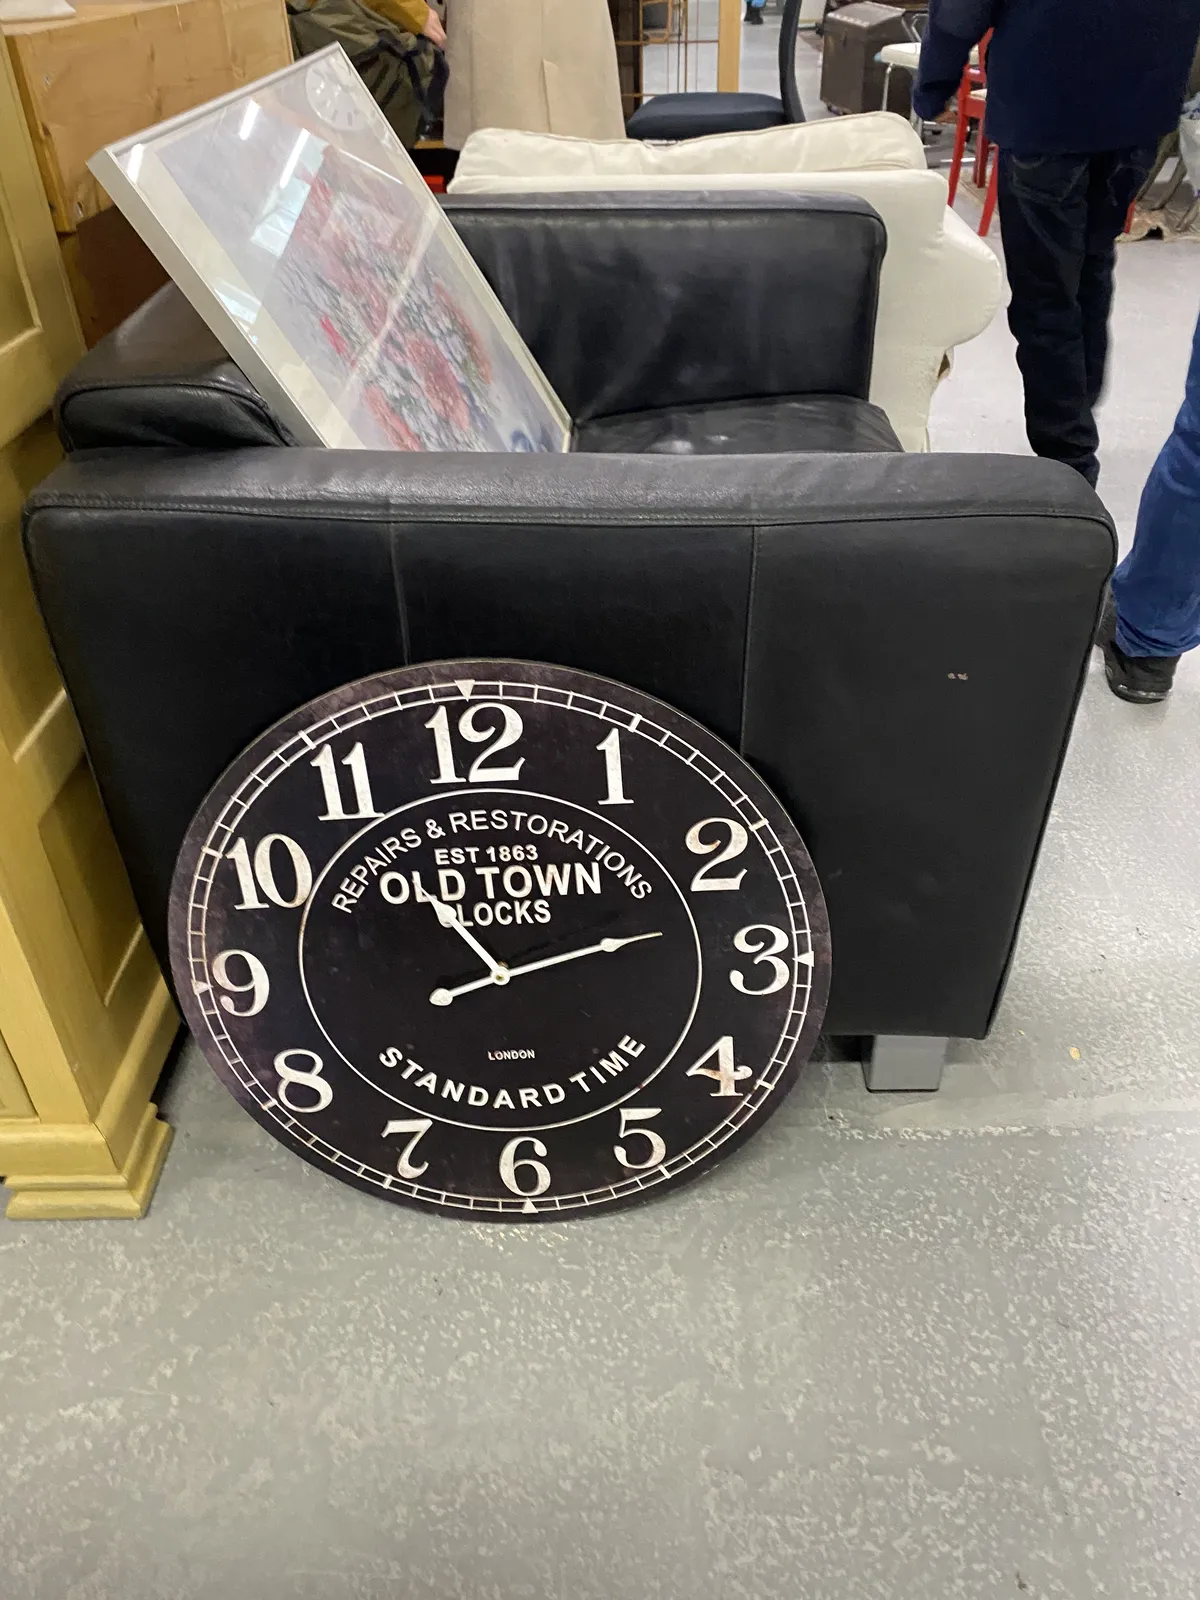 12
11 1
10 2
REPAIRS & RESTORATIONS
EST 1863
OLD TOWN
CLOCKS
9 3
LONDON
STANDARD TIME
8 4
7 5
6